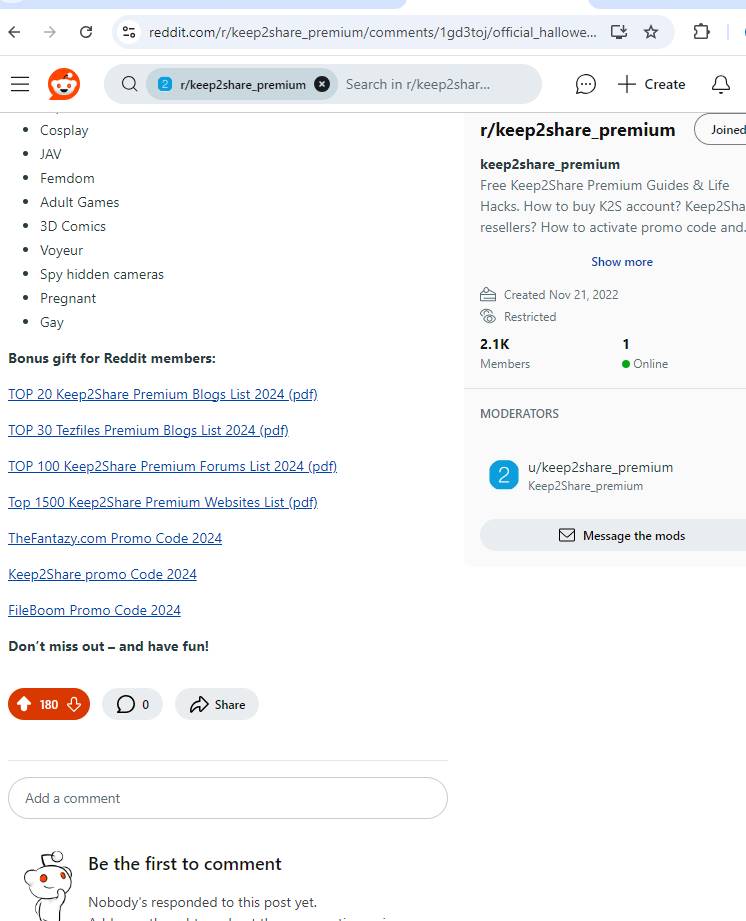 reddit.com/r/keep2share_premium/comments/1gd3toj/official_hallowe...
r/keep2share_premium
Search in r/keep2shar...
Create
Cosplay
JAV
Femdom
Adult Games
3D Comics
Voyeur
Spy hidden cameras
Pregnant
Gay
Bonus gift for Reddit members:
TOP 20 Keep2Share Premium Blogs List 2024 (pdf)
TOP 30 Tezfiles Premium Blogs List 2024 (pdf)
TOP 100 Keep2Share Premium Forums List 2024 (pdf)
Top 1500 Keep2Share Premium Websites List (pdf)
TheFantazy.com Promo Code 2024
Keep2Share promo Code 2024
FileBoom Promo Code 2024
Don't miss out – and have fun!
180
0
Share
Add a comment
Be the first to comment
Nobody's responded to this post yet.
r/keep2share_premium
Joined
keep2share_premium
Free Keep2Share Premium Guides & Life
Hacks. How to buy K2S account? Keep2Sha
resellers? How to activate promo code and.
Show more
Created Nov 21, 2022
Restricted
2.1K
1
Members
Online
MODERATORS
2
u/keep2share_premium
Keep2Share_premium
Message the mods